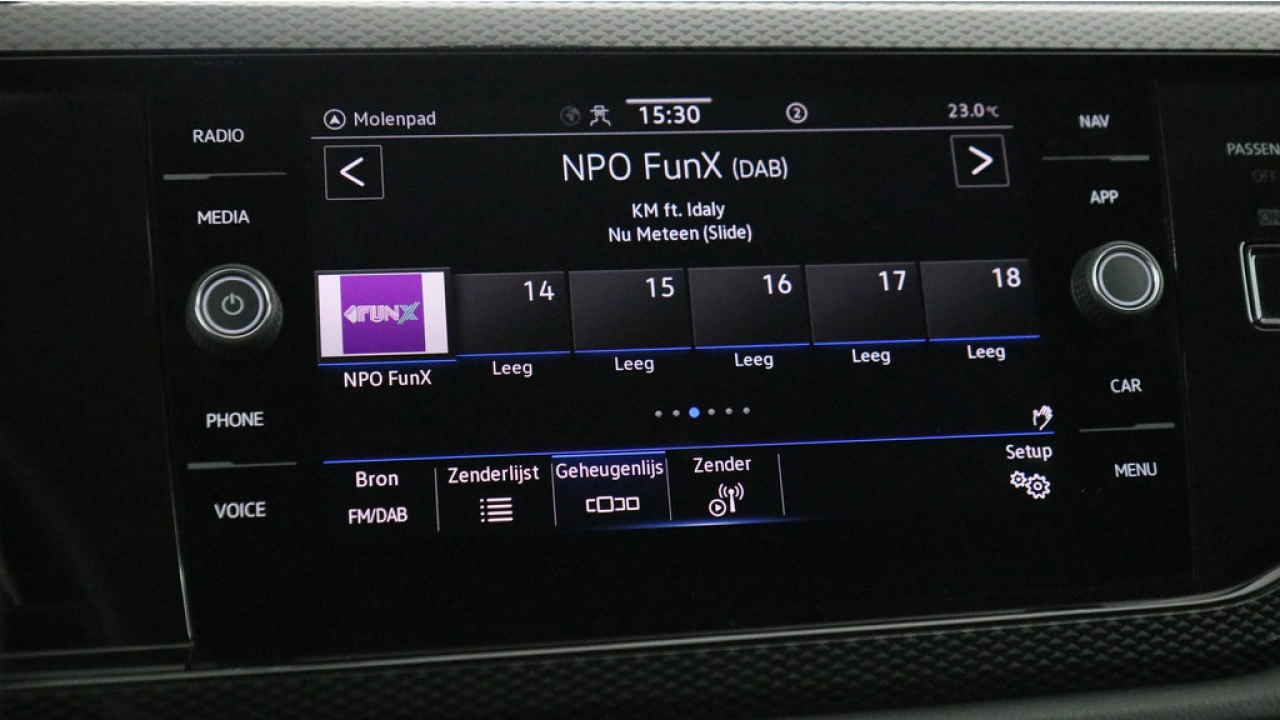 RADIO
MEDIA
PHONE
VOICE
Molenpad
15:30
2
23.0°C
NPO FunX (DAB)
KM ft. Idaly
Nu Meteen (Slide)
FUNX
14
15
16
17
18
NPO FunX
Leeg
Leeg
Leeg
Leeg
Leeg
Bron
FM/DAB
Zenderlijst
Geheugenlijs
Zender
Setup
NAV
APP
CAR
MENU
PASSEN